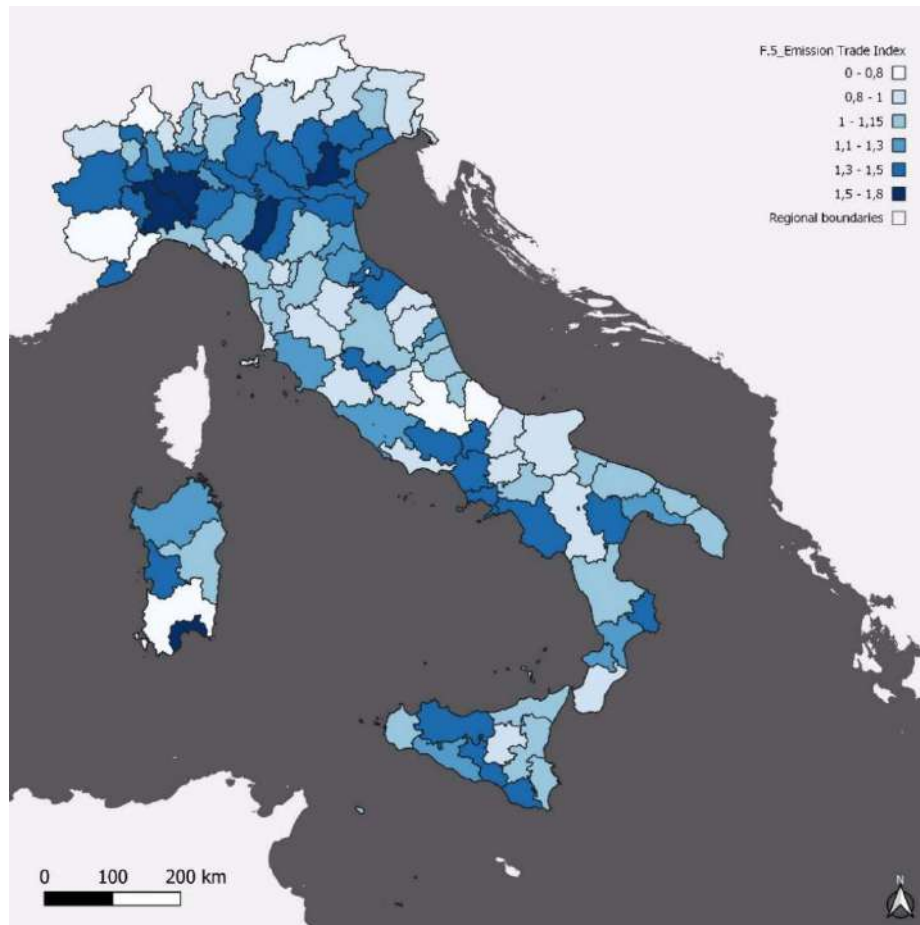 F.5_Emission Trade Index
0 - 0,8
0,8 - 1
1 - 1,15
1,1 - 1,3
1,3 - 1,5
1,5 - 1,8
Regional boundaries
0 100 200 km
N